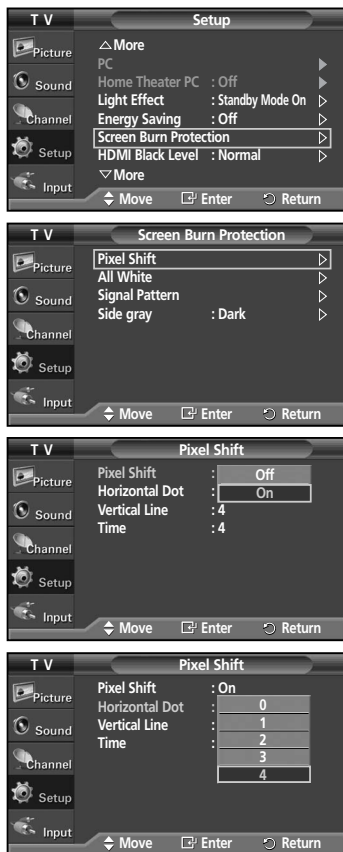 T V Setup
Picture
Sound
Channel
Setup
Input
△More
PC
Home Theater PC : Off
Light Effect : Standby Mode On
Energy Saving : Off
Screen Burn Protection
HDMI Black Level : Normal
▽More
Move Enter Return
T V Screen Burn Protection
Picture
Sound
Channel
Setup
Input
Pixel Shift
All White
Signal Pattern
Side gray : Dark
Move Enter Return
T V Pixel Shift
Picture
Sound
Channel
Setup
Input
Pixel Shift : Off
On
Horizontal Dot :
Vertical Line : 4
Time : 4
Move Enter Return
T V Pixel Shift
Picture
Sound
Channel
Setup
Input
Pixel Shift : On
Horizontal Dot : 0
1
Vertical Line : 2
Time : 3
4
Move Enter Return